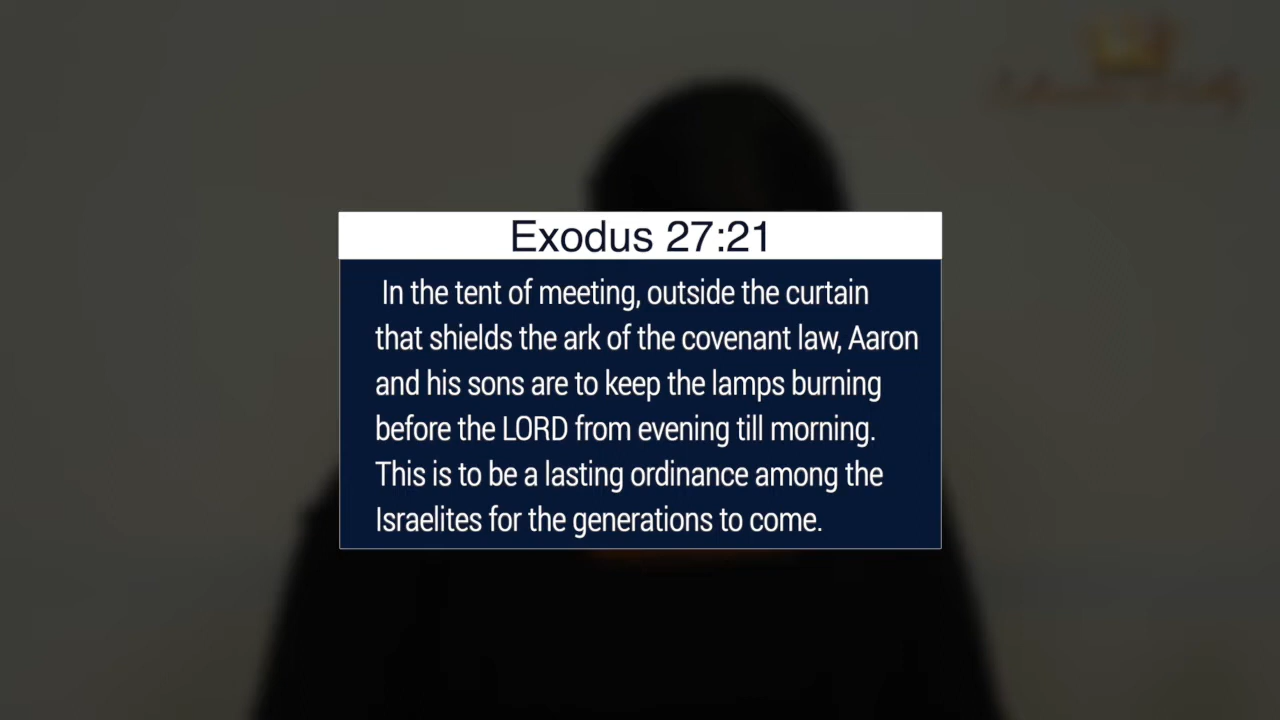 Exodus 27:21
In the tent of meeting, outside the curtain
that shields the ark of the covenant law, Aaron
and his sons are to keep the lamps burning
before the LORD from evening till morning.
This is to be a lasting ordinance among the
Israelites for the generations to come.